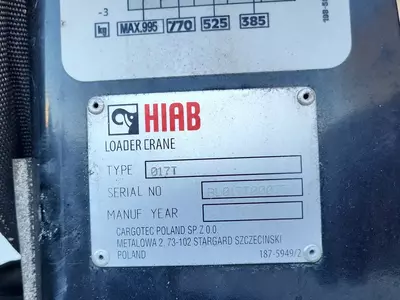 -3
kg MAX.995 770 525 385
HIAB
LOADER CRANE
TYPE 017T
SERIAL NO
MANUF YEAR
CARGOTEC POLAND SP.Z O.O.
METALOWA 2, 73-102 STARGARD SZCZECINSKI
POLAND 187-5949/2